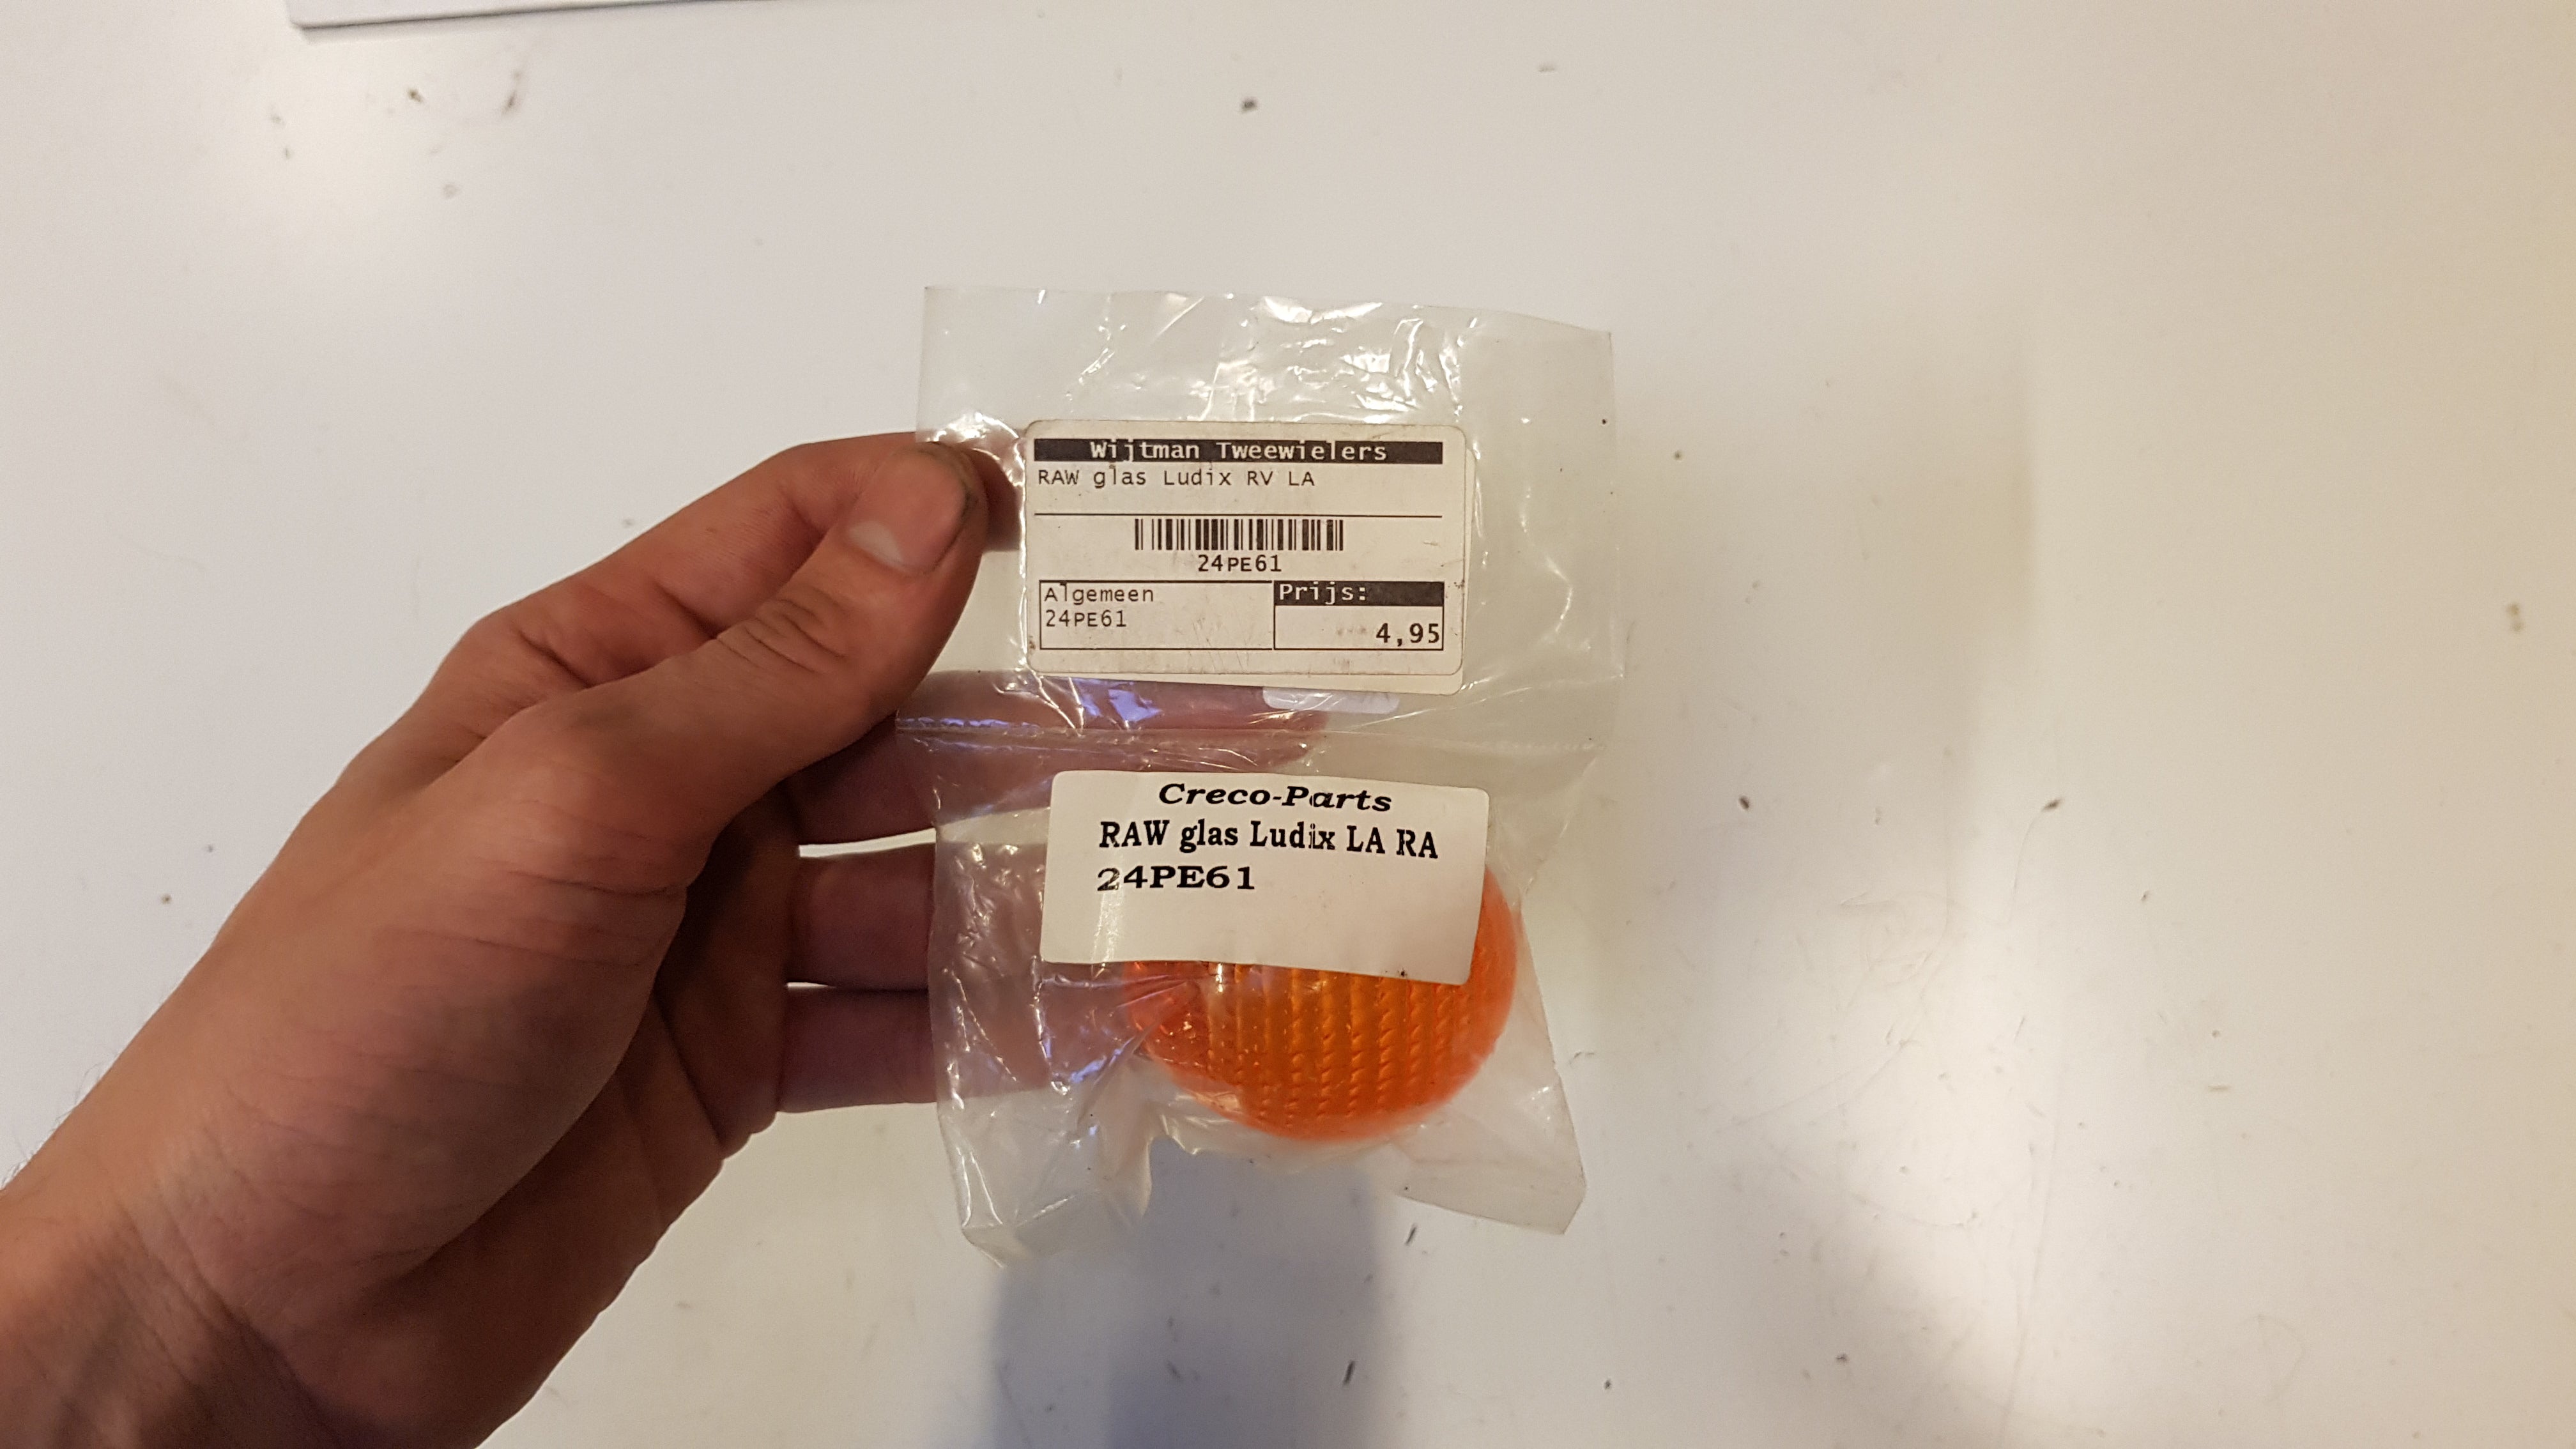 Wijtman Tweewielers
RAW glas Ludix RV LA
24PE61
Algemeen
24PE61
Prijs:
4,95
Creco-Parts
RAW glas Ludix LA RA
24PE61